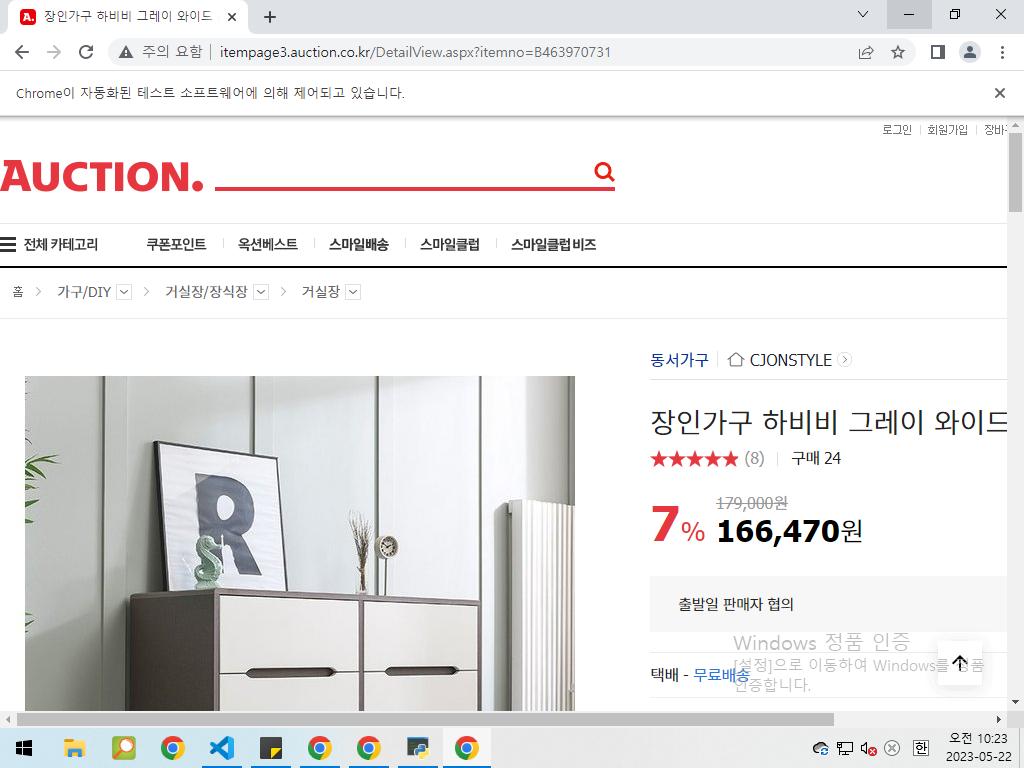 장인가구 하비비 그레이 와이드
주의 요함 itempage3.auction.co.kr/DetailView.aspx?itemno=B463970731
Chrome이 자동화된 테스트 소프트웨어에 의해 제어되고 있습니다.
로그인 회원가입
AUCTION.
전체 카테고리 쿠폰포인트 옥션베스트 스마일배송 스마일클럽 스마일클럽 비즈
홈 가구/DIY 거실장/장식장 거실장
동서가구 CJONSTYLE
장인가구 하비비 그레이 와이드
(8) 구매 24
7% 179,000원
166,470원
R
출발일 판매자 협의
Windows 정품 인증
[설정]으로 이동하여 Windows를 정품
인증합니다.
택배 - 무료배송
한
오전 10:23
2023-05-22